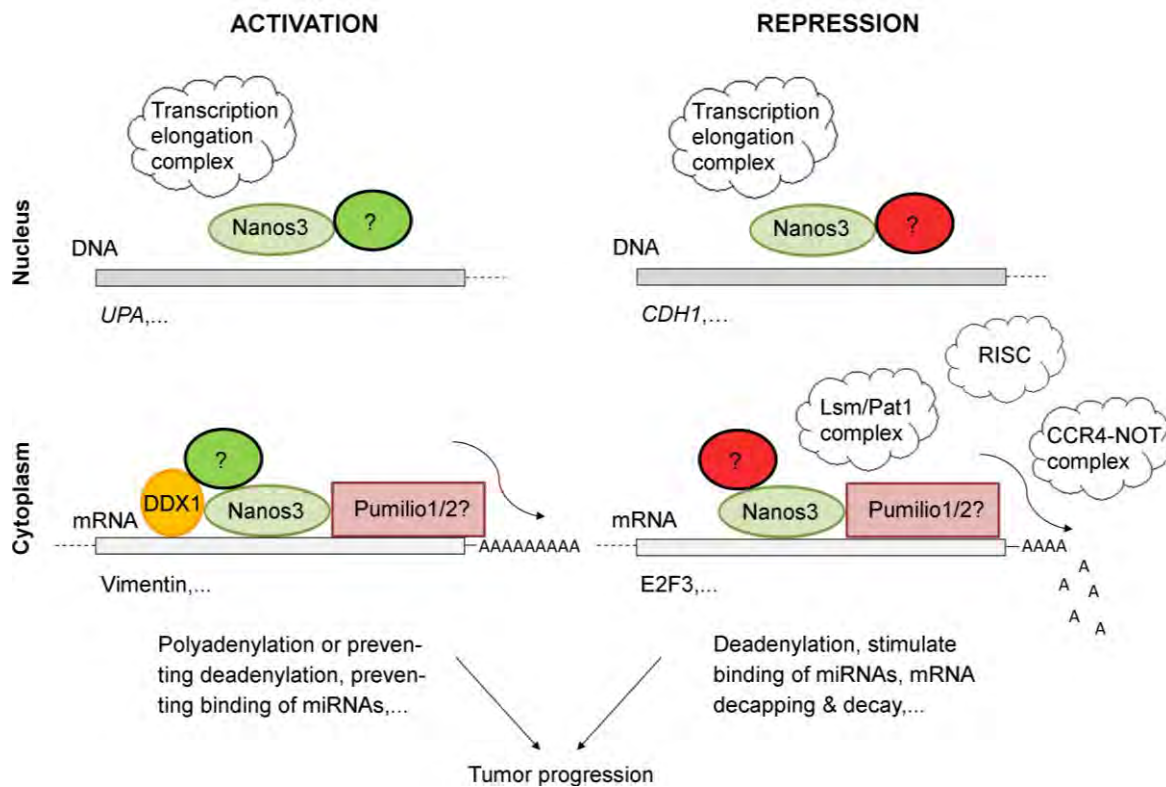 ACTIVATION
REPRESSION
Nucleus
Transcription
elongation
complex
Nanos3
?
DNA
UPA,...
Transcription
elongation
complex
Nanos3
?
DNA
CDH1,...
Cytoplasm
?
DDX1
Nanos3
Pumilio1/2?
mRNA
AAAAAAAAA
Vimentin,...
RISC
Lsm/Pat1
complex
CCR4-NOT
complex
?
Nanos3
Pumilio1/2?
mRNA
AAAA
A
A
A
A
A
E2F3,...
Polyadenylation or preven-
ting deadenylation, preven-
ting binding of miRNAs,...
Deadenylation, stimulate
binding of miRNAs, mRNA
decapping & decay,...
Tumor progression